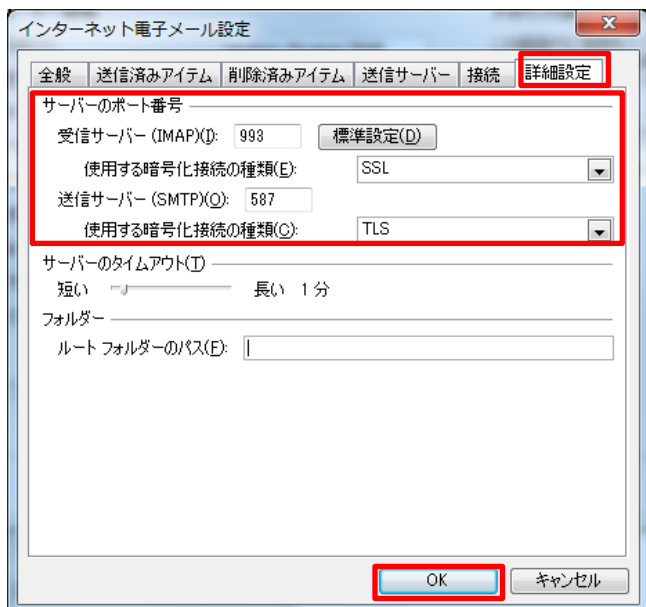 インターネット電子メール設定
全般 送信済みアイテム 削除済みアイテム 送信サーバー 接続 詳細設定
サーバーのポート番号
受信サーバー (IMAP)(I): 993 標準設定(D)
使用する暗号化接続の種類(E): SSL
送信サーバー (SMTP)(O): 587
使用する暗号化接続の種類(C): TLS
サーバーのタイムアウト(T)
短い 長い 1 分
フォルダー
ルート フォルダーのパス(F):
OK キャンセル